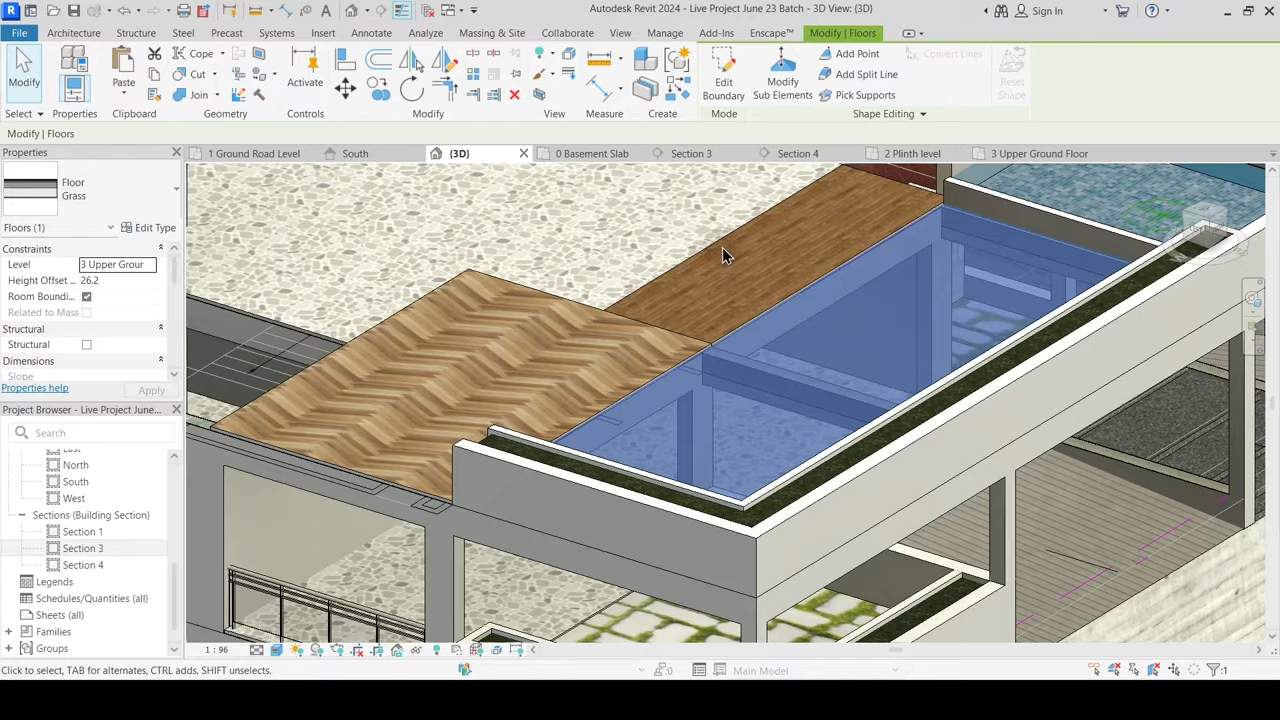 Autodesk Revit 2024 - Live Project June 23 Batch - 3D View: {3D}
Sign In
File Architecture Structure Steel Precast Systems Insert Annotate Analyze Massing & Site Collaborate View Manage Add-Ins Enscape™ Modify | Floors
Modify
Paste
Cope
Cut
Join
Activate
Edit Boundary
Modify Sub Elements
Add Point
Add Split Line
Pick Supports
Convert Lines
Reset Shape
Select Properties Clipboard Geometry Controls Modify View Measure Create Mode Shape Editing
Modify | Floors
Properties
1 Ground Road Level South {3D} 0 Basement Slab Section 3 Section 4 2 Plinth level 3 Upper Ground Floor
Floor
Grass
Floors (1) Edit Type
Constraints
Level 3 Upper Grour
Height Offset ... 26.2
Room Boundi...
Related to Mass
Structural
Structural
Dimensions
Slope
Properties help Apply
Project Browser - Live Project June...
Search
East
North
South
West
Sections (Building Section)
Section 1
Section 3
Section 4
Legends
Schedules/Quantities (all)
Sheets (all)
Families
Groups
1 : 96
Click to select, TAB for alternates, CTRL adds, SHIFT unselects.
:0
Main Model
:1